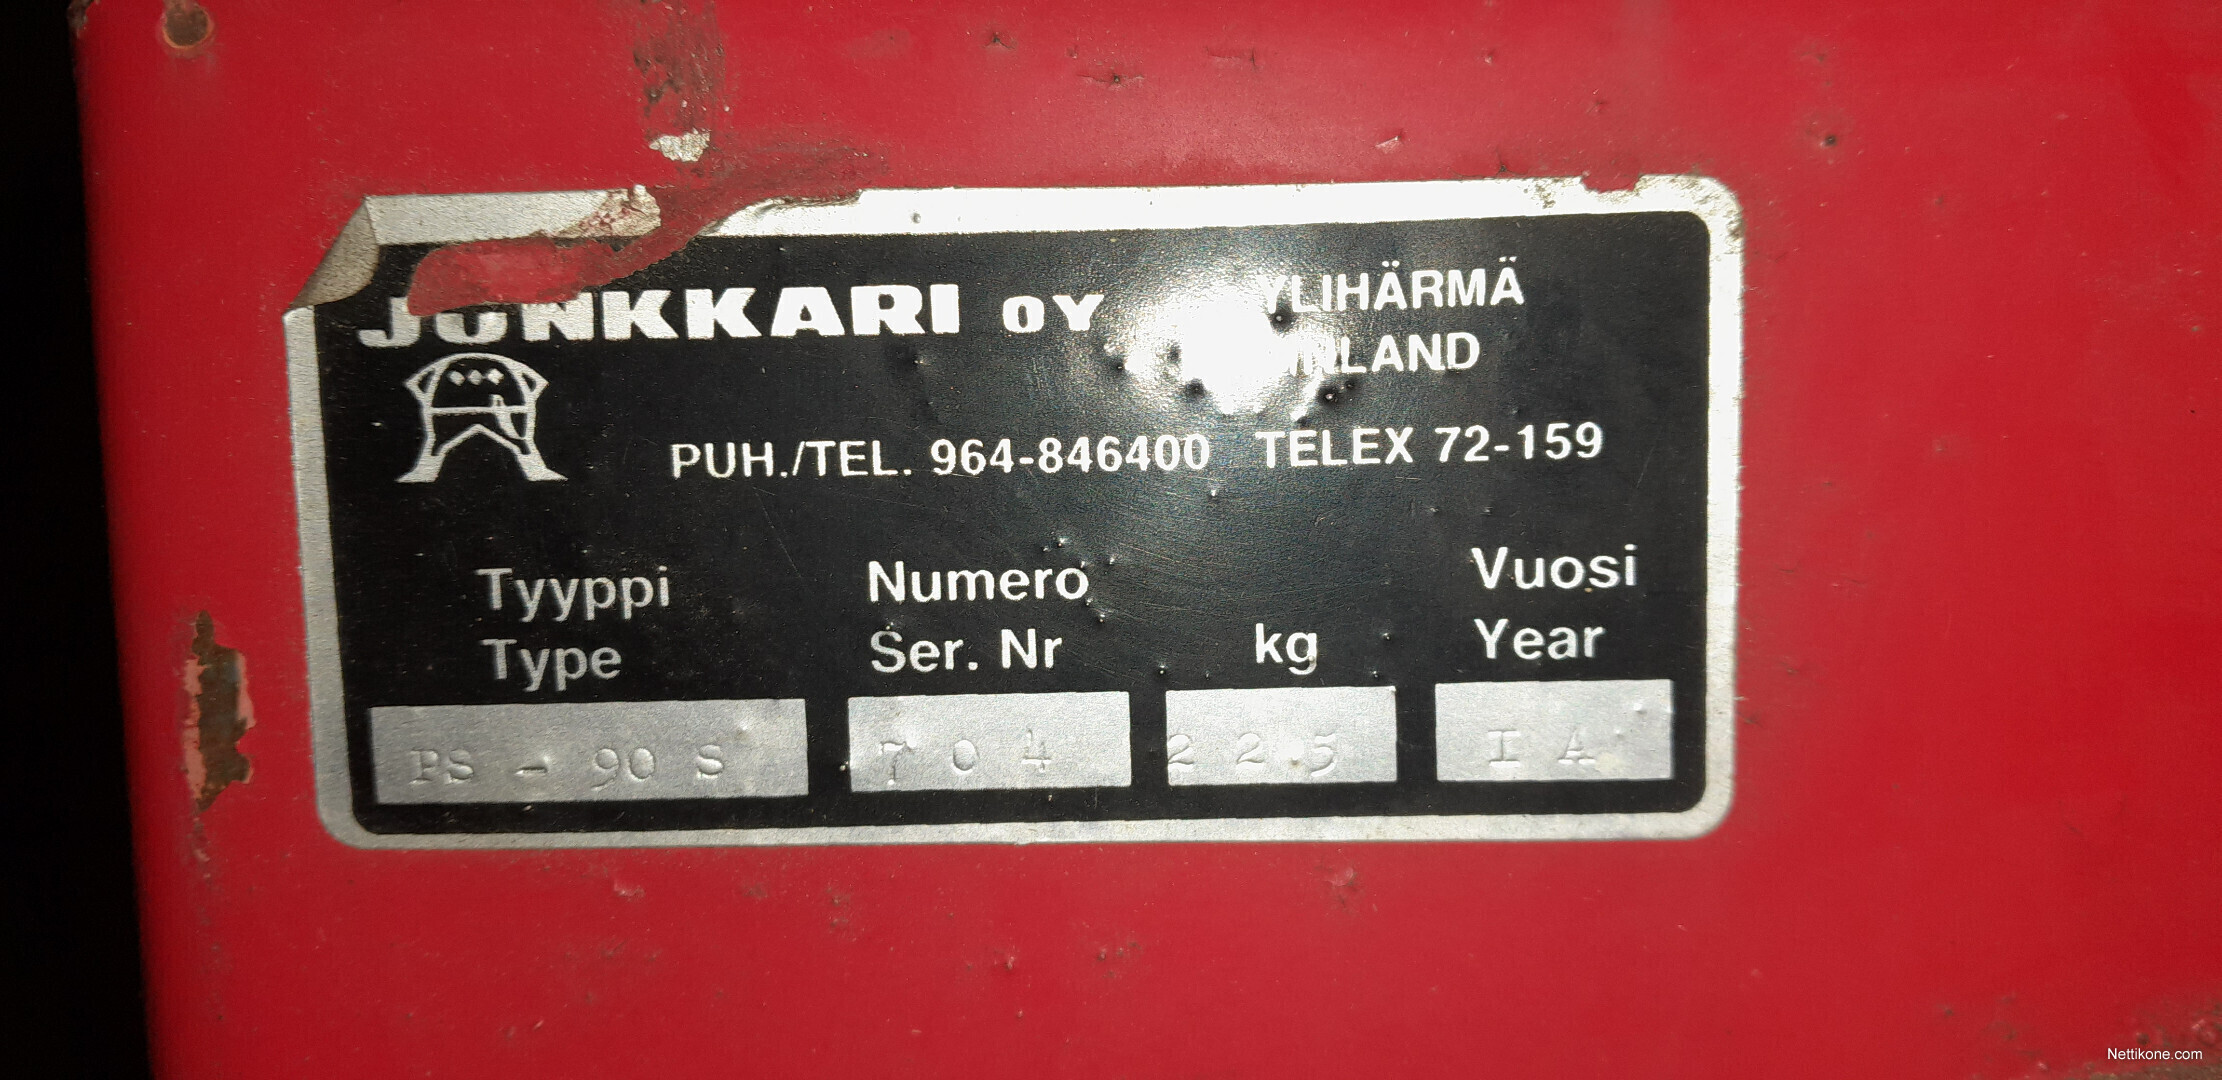 JUNKKARI OY YLIHÄRMÄ
FINLAND
PUH./TEL. 964-846400 TELEX 72-159
Tyyppi Numero Vuosi
Type Ser. Nr kg Year
PS - 90 S 704 225 I A
Nettikone.com